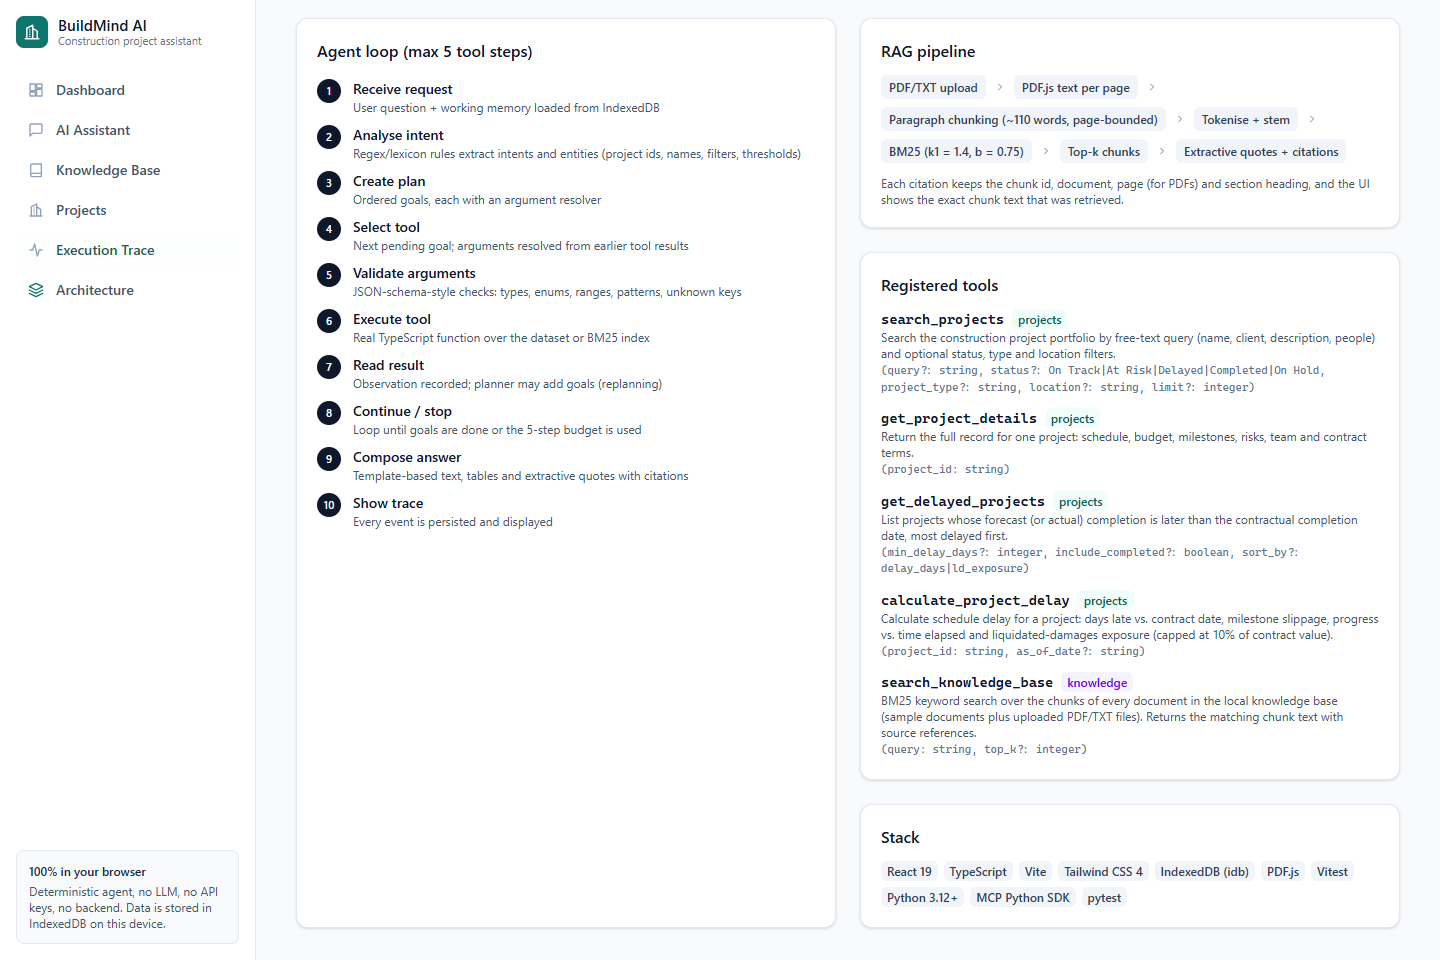 BuildMind AI
Construction project assistant
Dashboard
AI Assistant
Knowledge Base
Projects
Execution Trace
Architecture
100% in your browser
Deterministic agent, no LLM, no API
keys, no backend. Data is stored in
IndexedDB on this device.
Agent loop (max 5 tool steps)
1 Receive request
User question + working memory loaded from IndexedDB
2 Analyse intent
Regex/lexicon rules extract intents and entities (project ids, names, filters, thresholds)
3 Create plan
Ordered goals, each with an argument resolver
4 Select tool
Next pending goal; arguments resolved from earlier tool results
5 Validate arguments
JSON-schema-style checks: types, enums, ranges, patterns, unknown keys
6 Execute tool
Real TypeScript function over the dataset or BM25 index
7 Read result
Observation recorded; planner may add goals (replanning)
8 Continue / stop
Loop until goals are done or the 5-step budget is used
9 Compose answer
Template-based text, tables and extractive quotes with citations
10 Show trace
Every event is persisted and displayed
RAG pipeline
PDF/TXT upload › PDF.js text per page ›
Paragraph chunking (~110 words, page-bounded) › Tokenise + stem ›
BM25 (k1 = 1.4, b = 0.75) › Top-k chunks › Extractive quotes + citations
Each citation keeps the chunk id, document, page (for PDFs) and section heading, and the UI
shows the exact chunk text that was retrieved.
Registered tools
search_projects projects
Search the construction project portfolio by free-text query (name, client, description, people)
and optional status, type and location filters.
(query?: string, status?: On Track|At Risk|Delayed|Completed|On Hold,
project_type?: string, location?: string, limit?: integer)
get_project_details projects
Return the full record for one project: schedule, budget, milestones, risks, team and contract
terms.
(project_id: string)
get_delayed_projects projects
List projects whose forecast (or actual) completion is later than the contractual completion
date, most delayed first.
(min_delay_days?: integer, include_completed?: boolean, sort_by?:
delay_days|ld_exposure)
calculate_project_delay projects
Calculate schedule delay for a project: days late vs. contract date, milestone slippage, progress
vs. time elapsed and liquidated-damages exposure (capped at 10% of contract value).
(project_id: string, as_of_date?: string)
search_knowledge_base knowledge
BM25 keyword search over the chunks of every document in the local knowledge base
(sample documents plus uploaded PDF/TXT files). Returns the matching chunk text with
source references.
(query: string, top_k?: integer)
Stack
React 19 TypeScript Vite Tailwind CSS 4 IndexedDB (idb) PDF.js Vitest
Python 3.12+ MCP Python SDK pytest